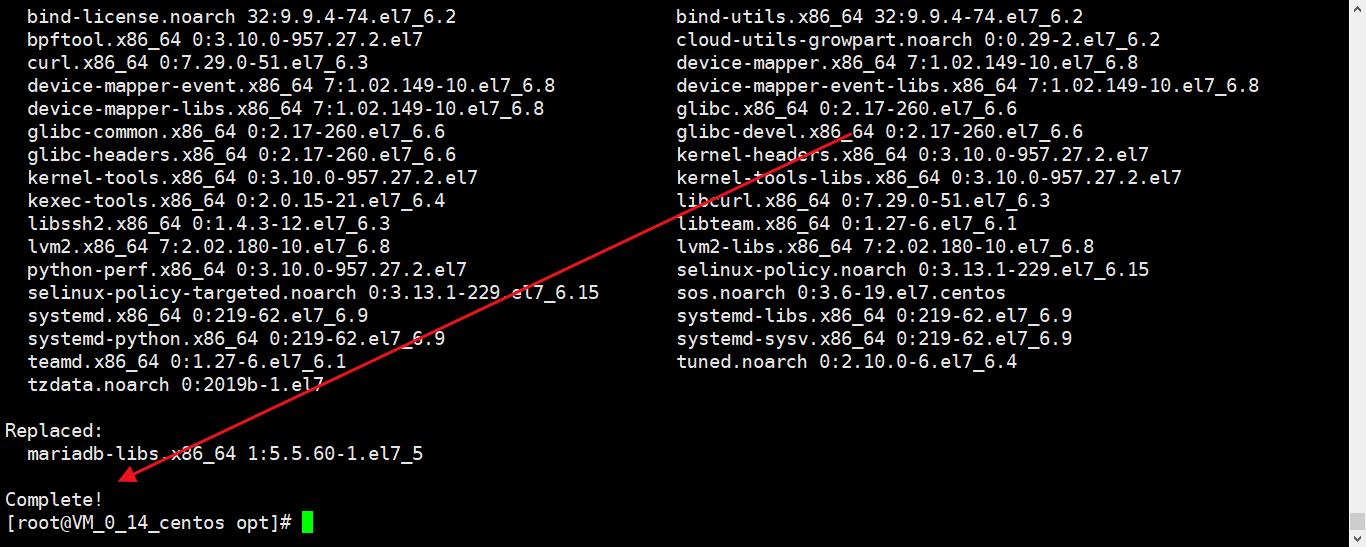 bind-license.noarch 32:9.9.4-74.el7_6.2 bind-utils.x86_64 32:9.9.4-74.el7_6.2
bpftool.x86_64 0:3.10.0-957.27.2.el7 cloud-utils-growpart.noarch 0:0.29-2.el7_6.2
curl.x86_64 0:7.29.0-51.el7_6.3 device-mapper.x86_64 7:1.02.149-10.el7_6.8
device-mapper-event.x86_64 7:1.02.149-10.el7_6.8 device-mapper-event-libs.x86_64 7:1.02.149-10.el7_6.8
device-mapper-libs.x86_64 7:1.02.149-10.el7_6.8 glibc.x86_64 0:2.17-260.el7_6.6
glibc-common.x86_64 0:2.17-260.el7_6.6 glibc-devel.x86_64 0:2.17-260.el7_6.6
glibc-headers.x86_64 0:2.17-260.el7_6.6 kernel-headers.x86_64 0:3.10.0-957.27.2.el7
kernel-tools.x86_64 0:3.10.0-957.27.2.el7 kernel-tools-libs.x86_64 0:3.10.0-957.27.2.el7
kexec-tools.x86_64 0:2.0.15-21.el7_6.4 libcurl.x86_64 0:7.29.0-51.el7_6.3
libssh2.x86_64 0:1.4.3-12.el7_6.3 libteam.x86_64 0:1.27-6.el7_6.1
lvm2.x86_64 7:2.02.180-10.el7_6.8 lvm2-libs.x86_64 7:2.02.180-10.el7_6.8
python-perf.x86_64 0:3.10.0-957.27.2.el7 selinux-policy.noarch 0:3.13.1-229.el7_6.15
selinux-policy-targeted.noarch 0:3.13.1-229.el7_6.15 sos.noarch 0:3.6-19.el7.centos
systemd.x86_64 0:219-62.el7_6.9 systemd-libs.x86_64 0:219-62.el7_6.9
systemd-python.x86_64 0:219-62.el7_6.9 systemd-sysv.x86_64 0:219-62.el7_6.9
teamd.x86_64 0:1.27-6.el7_6.1 tuned.noarch 0:2.10.0-6.el7_6.4
tzdata.noarch 0:2019b-1.el7
Replaced:
mariadb-libs.x86_64 1:5.5.60-1.el7_5
Complete!
[root@VM_0_14_centos opt]#